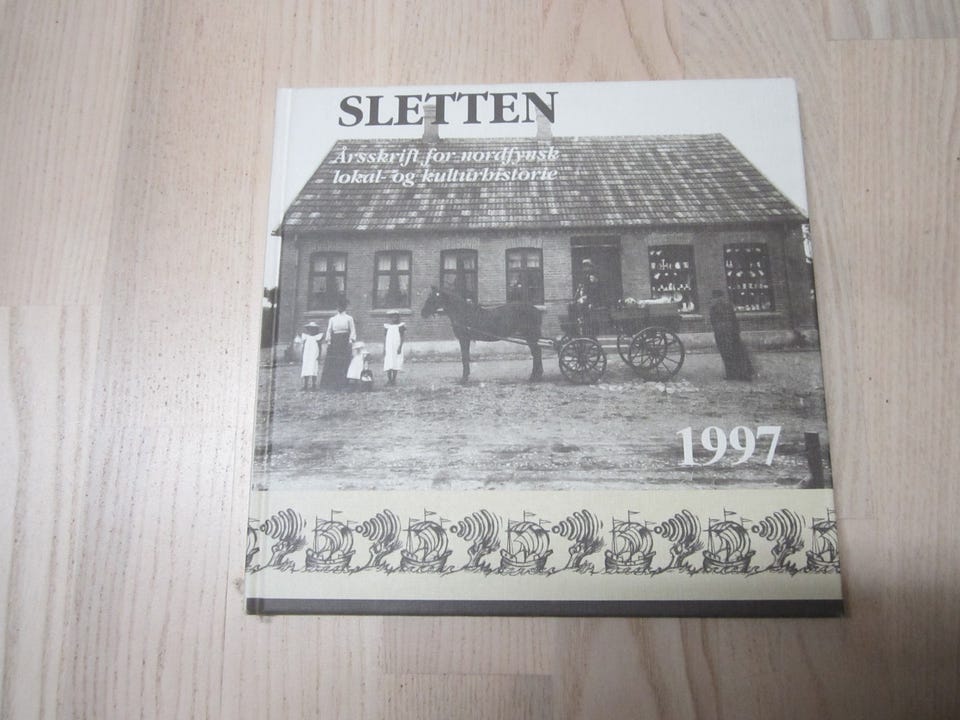 SLETTEN
Årsskrift for nordfynsk
lokal- og kulturhistorie
1997